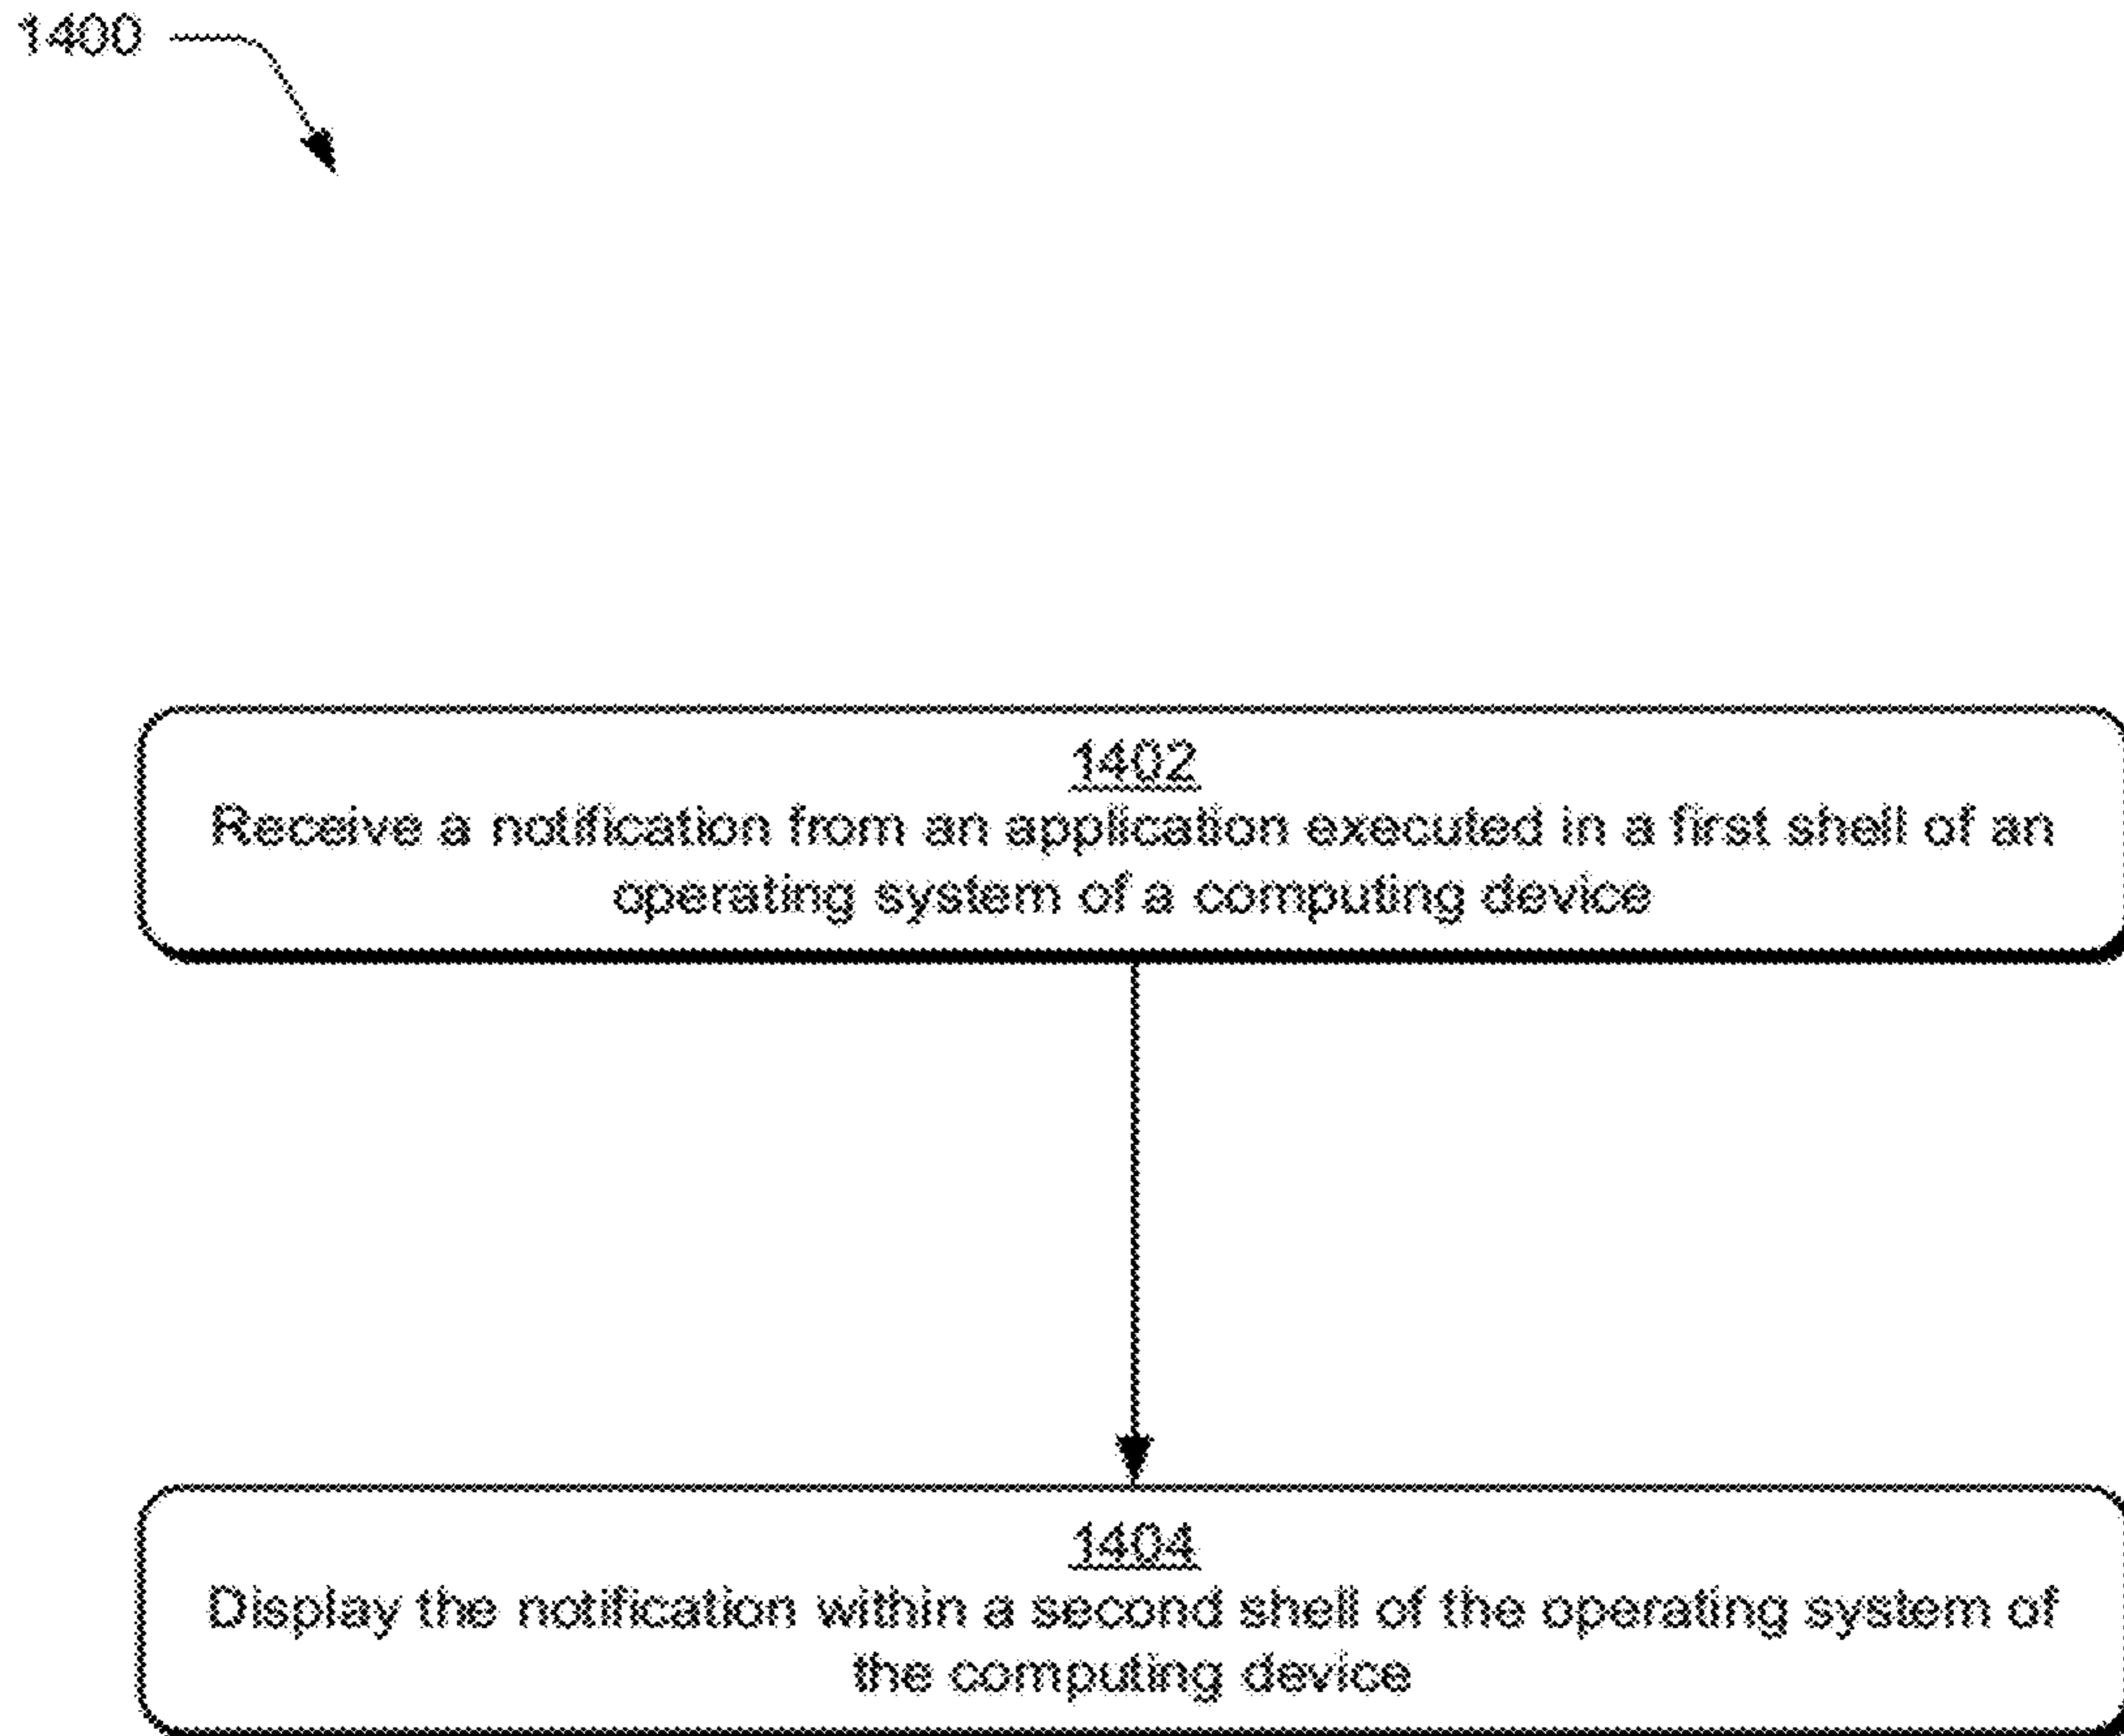 1400
1402
Receive a notification from an application executed in a first shell of an
operating system of a computing device
1404
Display the notification within a second shell of the operating system of
the computing device